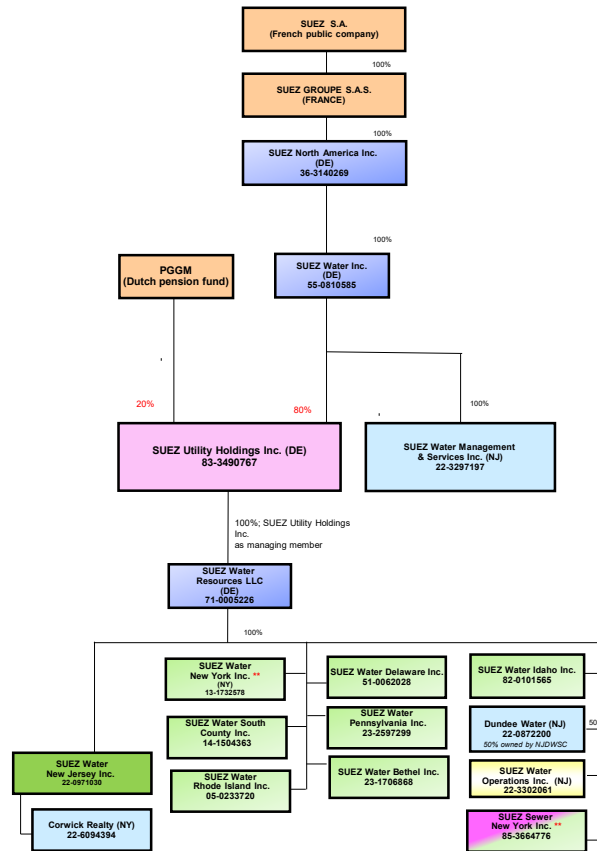 SUEZ S.A.
(French public company)
100%
SUEZ GROUPE S.A.S.
(FRANCE)
100%
SUEZ North America Inc.
(DE)
36-3140269
100%
PGGM
(Dutch pension fund)
SUEZ Water Inc.
(DE)
55-0810585
20%
80%
100%
SUEZ Utility Holdings Inc. (DE)
83-3490767
SUEZ Water Management
& Services Inc. (NJ)
22-3297197
100%; SUEZ Utility Holdings
Inc.
as managing member
SUEZ Water
Resources LLC
(DE)
71-0005226
100%
SUEZ Water
New York Inc. **
(NY)
13-1732578
SUEZ Water Delaware Inc.
51-0062028
SUEZ Water Idaho Inc.
82-0101565
SUEZ Water South
County Inc.
14-1504363
SUEZ Water
Pennsylvania Inc.
23-2597299
Dundee Water (NJ)
22-0872200
50% owned by NJDWSC
50
SUEZ Water
New Jersey Inc.
22-0971030
SUEZ Water
Rhode Island Inc.
05-0233720
SUEZ Water Bethel Inc.
23-1706868
SUEZ Water
Operations Inc. (NJ)
22-3302061
Corwick Realty (NY)
22-6094394
SUEZ Sewer
New York Inc. **
85-3664776